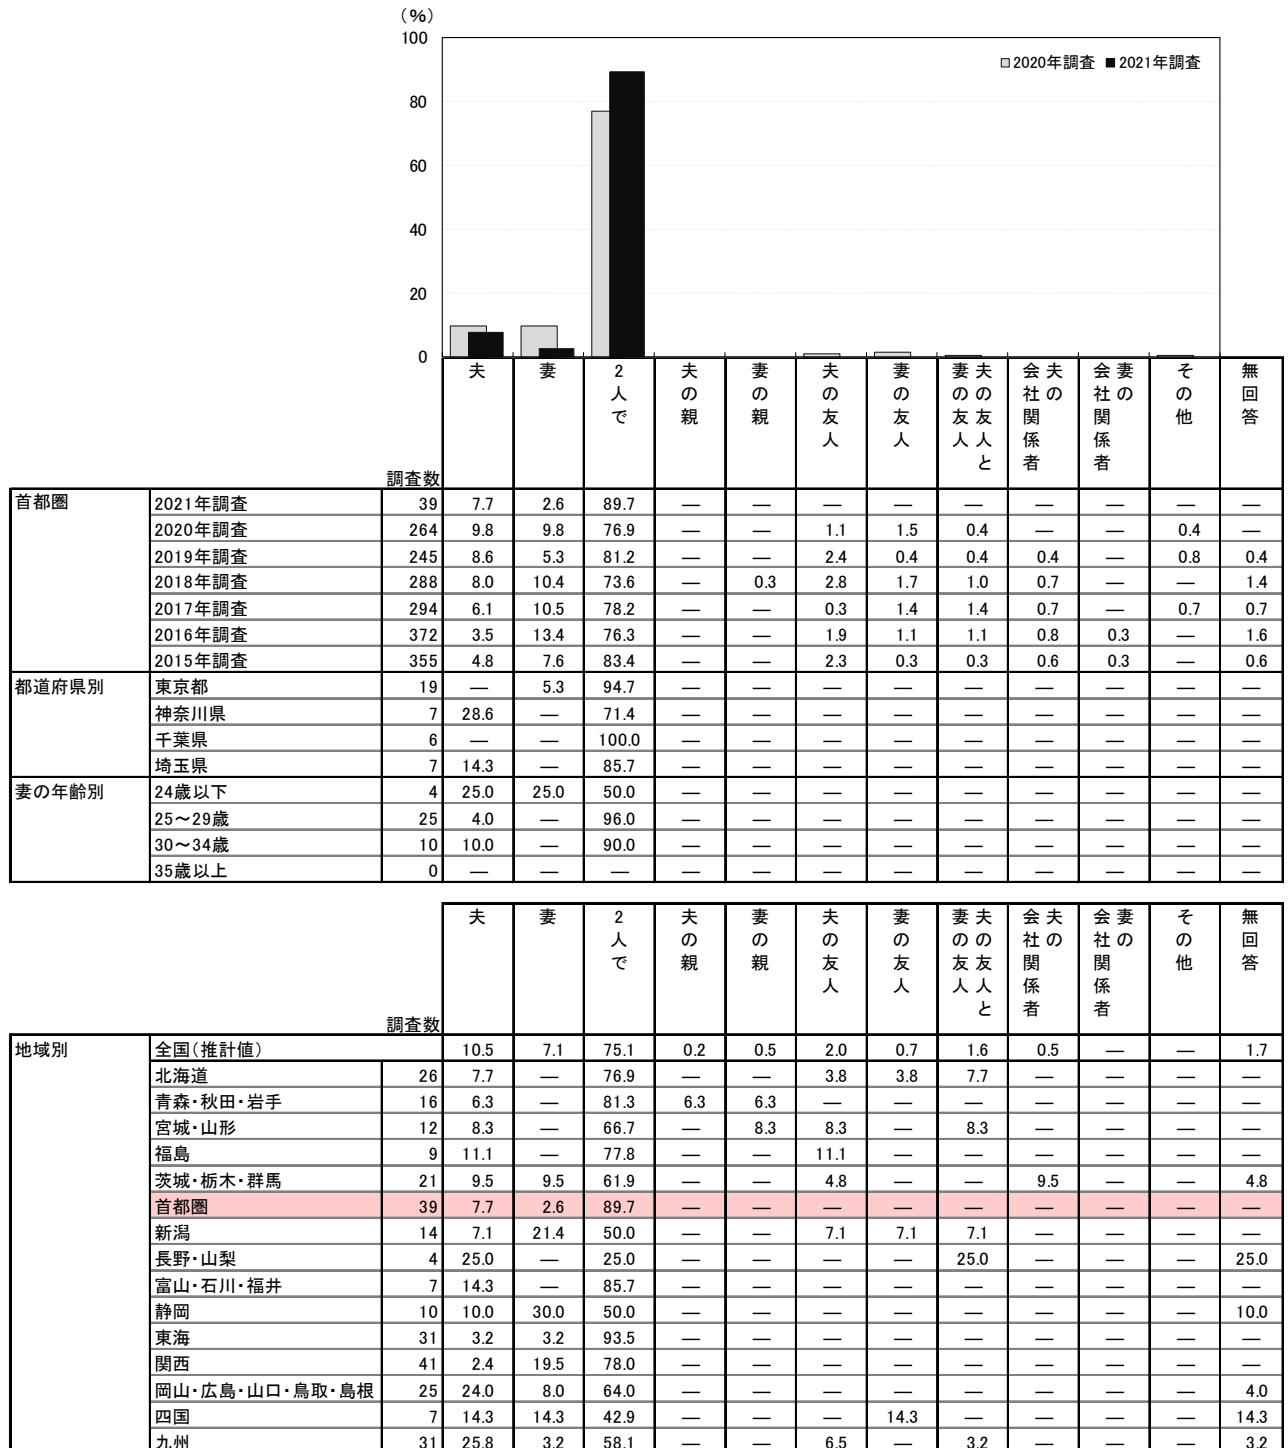 （％）
100
80
60
40
20
0
□2020年調査 ■2021年調査
調査数 夫 妻 2人で 夫の親 妻の親 夫の友人 妻の友人 夫の友人と妻の友人 夫の会社関係者 妻の会社関係者 その他 無回答
首都圏 2021年調査 39 7.7 2.6 89.7 — — — — — — — — —
2020年調査 264 9.8 9.8 76.9 — — 1.1 1.5 0.4 — — 0.4 —
2019年調査 245 8.6 5.3 81.2 — — 2.4 0.4 0.4 0.4 — 0.8 0.4
2018年調査 288 8.0 10.4 73.6 — 0.3 2.8 1.7 1.0 0.7 — — 1.4
2017年調査 294 6.1 10.5 78.2 — — 0.3 1.4 1.4 0.7 — 0.7 0.7
2016年調査 372 3.5 13.4 76.3 — — 1.9 1.1 1.1 0.8 0.3 — 1.6
2015年調査 355 4.8 7.6 83.4 — — 2.3 0.3 0.3 0.6 0.3 — 0.6
都道府県別 東京都 19 — 5.3 94.7 — — — — — — — — —
神奈川県 7 28.6 — 71.4 — — — — — — — — —
千葉県 6 — — 100.0 — — — — — — — — —
埼玉県 7 14.3 — 85.7 — — — — — — — — —
妻の年齢別 24歳以下 4 25.0 25.0 50.0 — — — — — — — — —
25～29歳 25 4.0 — 96.0 — — — — — — — — —
30～34歳 10 10.0 — 90.0 — — — — — — — — —
35歳以上 0 — — — — — — — — — — — —
調査数 夫 妻 2人で 夫の親 妻の親 夫の友人 妻の友人 夫の友人と妻の友人 夫の会社関係者 妻の会社関係者 その他 無回答
地域別 全国（推計値） 10.5 7.1 75.1 0.2 0.5 2.0 0.7 1.6 0.5 — — 1.7
北海道 26 7.7 — 76.9 — — 3.8 3.8 7.7 — — — —
青森・秋田・岩手 16 6.3 — 81.3 6.3 6.3 — — — — — — —
宮城・山形 12 8.3 — 66.7 — 8.3 8.3 — 8.3 — — — —
福島 9 11.1 — 77.8 — — 11.1 — — — — — —
茨城・栃木・群馬 21 9.5 9.5 61.9 — — 4.8 — — 9.5 — — 4.8
首都圏 39 7.7 2.6 89.7 — — — — — — — — —
新潟 14 7.1 21.4 50.0 — — 7.1 7.1 7.1 — — — —
長野・山梨 4 25.0 — 25.0 — — — — 25.0 — — — 25.0
富山・石川・福井 7 14.3 — 85.7 — — — — — — — — —
静岡 10 10.0 30.0 50.0 — — — — — — — — 10.0
東海 31 3.2 3.2 93.5 — — — — — — — — —
関西 41 2.4 19.5 78.0 — — — — — — — — —
岡山・広島・山口・鳥取・島根 25 24.0 8.0 64.0 — — — — — — — — 4.0
四国 7 14.3 14.3 42.9 — — — 14.3 — — — — 14.3
九州 31 25.8 3.2 58.1 — — 6.5 — 3.2 — — — 3.2